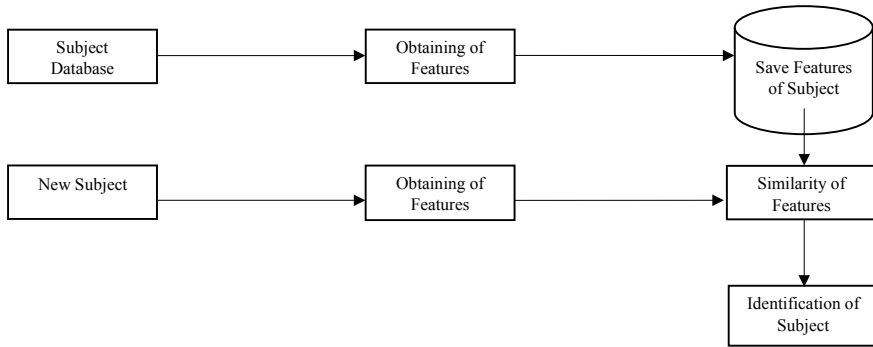 Subject
Database
Obtaining of
Features
Save Features
of Subject
New Subject
Obtaining of
Features
Similarity of
Features
Identification of
Subject